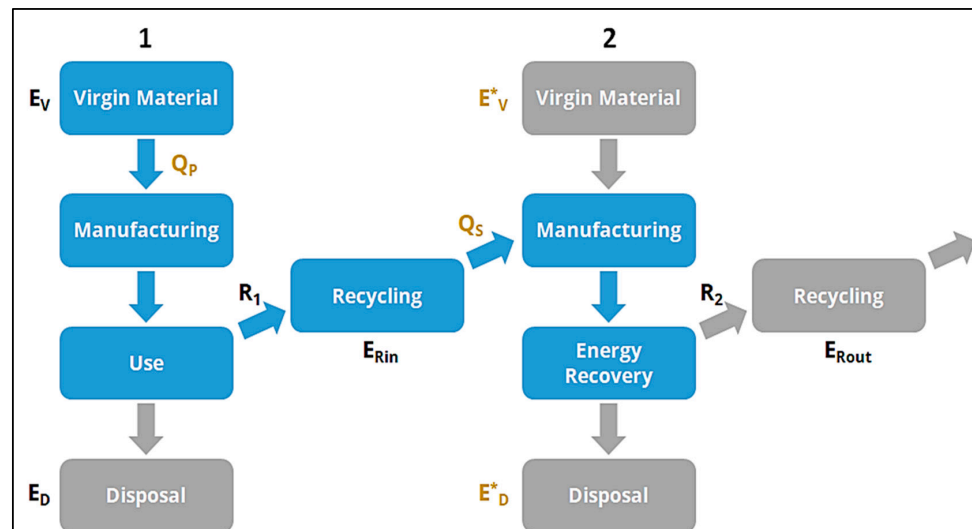 1
2
E_V
Virgin Material
E*_V
Virgin Material
Q_P
Manufacturing
Q_S
Manufacturing
R_1
Recycling
R_2
Recycling
Use
E_Rin
Energy
Recovery
E_Rout
E_D
Disposal
E*_D
Disposal